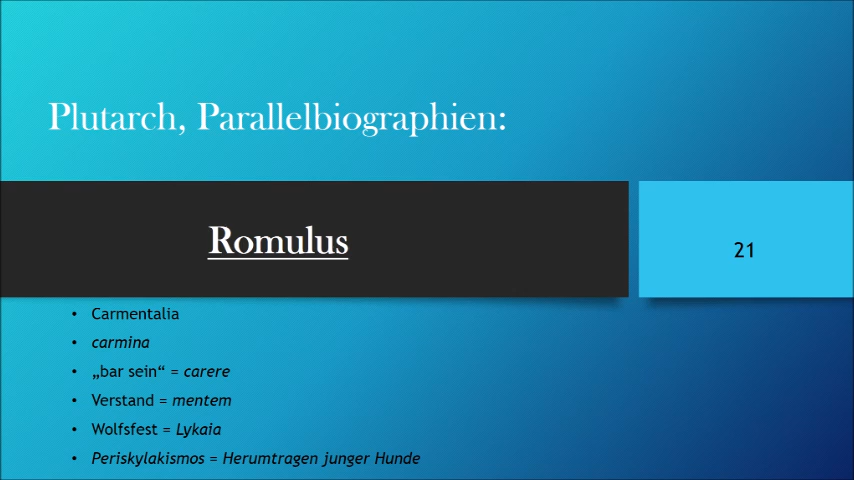 Plutarch, Parallelbiographien:
Romulus
21
• Carmentalia
• carmina
• „bar sein“ = carere
• Verstand = mentem
• Wolfsfest = Lykaia
• Periskylakismos = Herumtragen junger Hunde